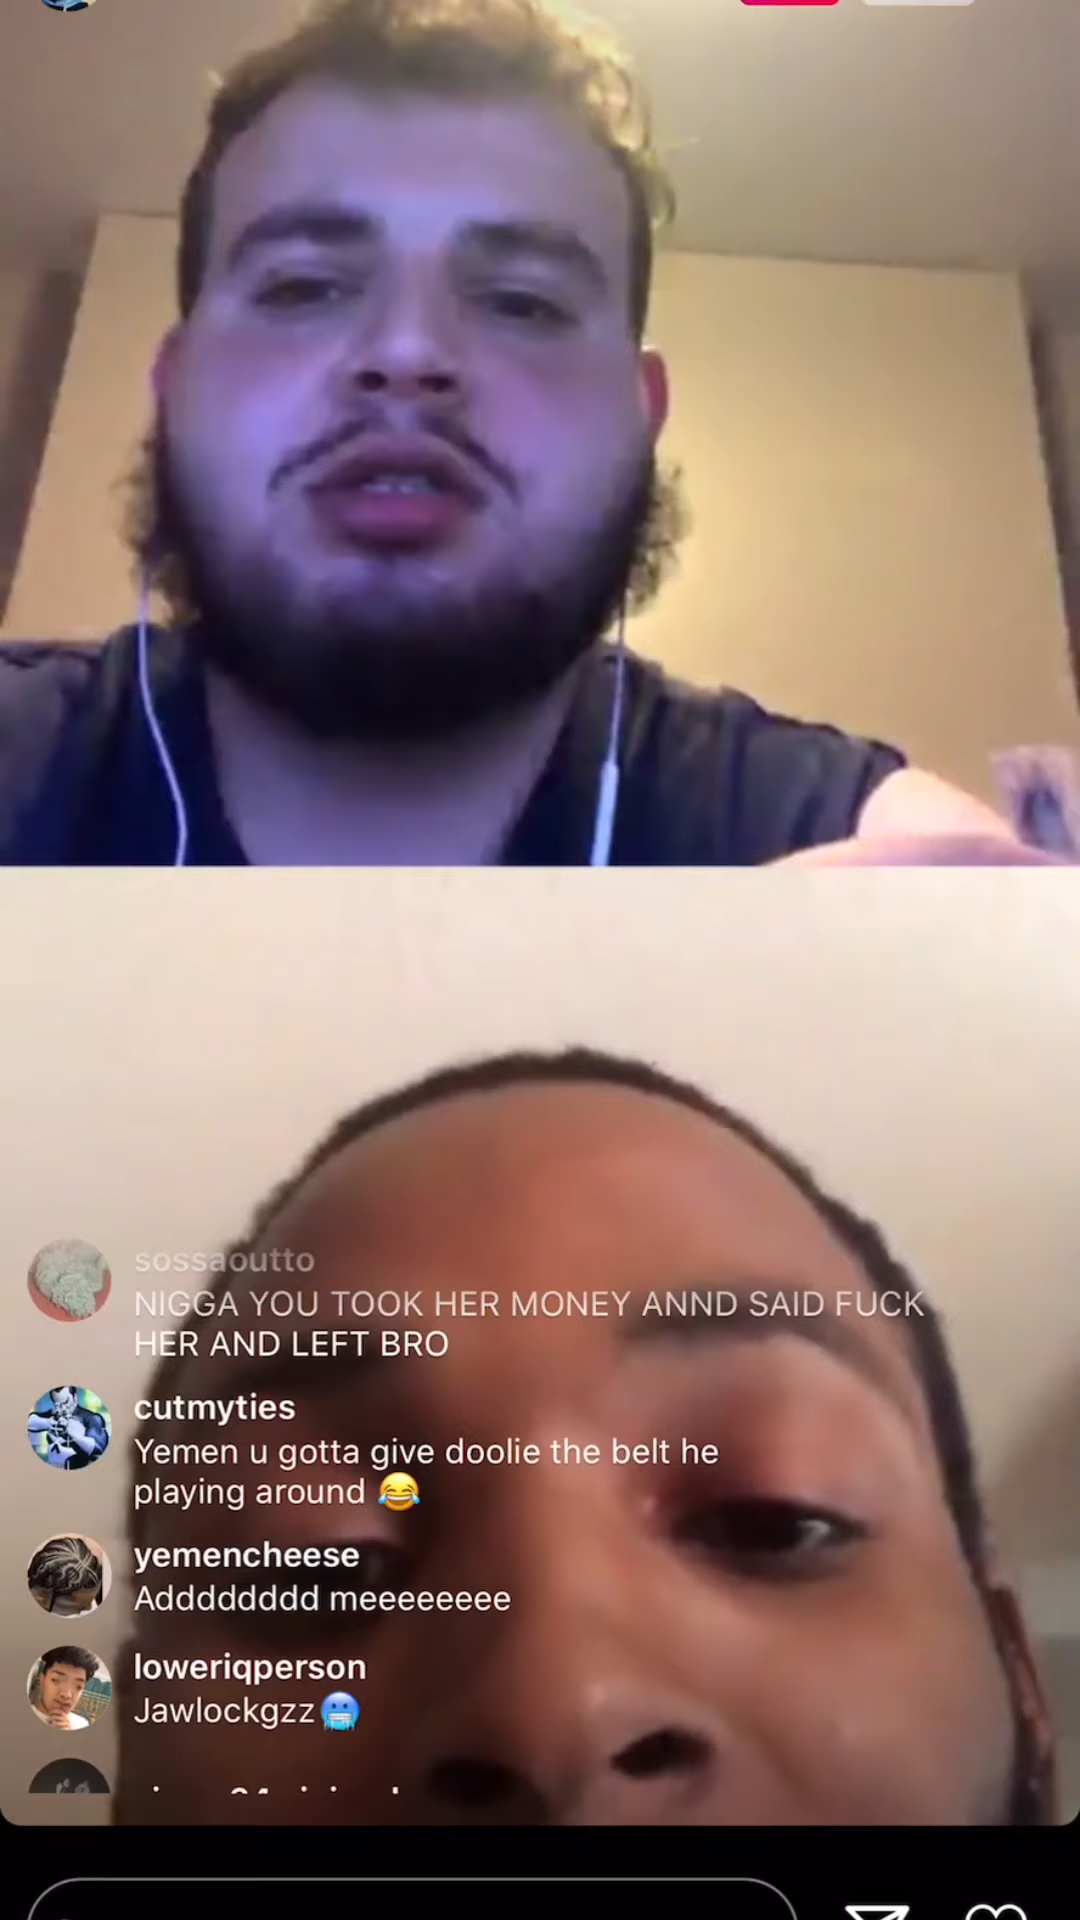 sossaoutto
NIGGA YOU TOOK HER MONEY ANND SAID FUCK
HER AND LEFT BRO
cutmyties
Yemen u gotta give doolie the belt he
playing around 😂
yemencheese
Adddddddd meeeeeeee
loweriqperson
Jawlockgzz🥶